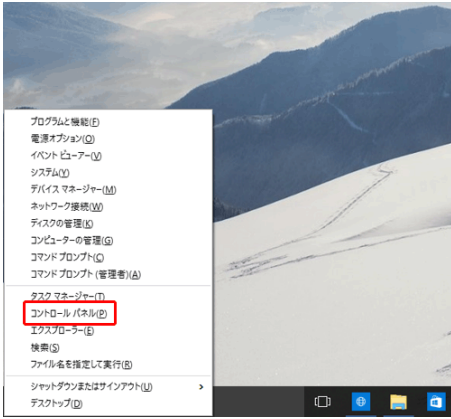 プログラムと機能(F)
電源オプション(O)
イベント ビューアー(V)
システム(Y)
デバイス マネージャー(M)
ネットワーク接続(W)
ディスクの管理(K)
コンピューターの管理(G)
コマンド プロンプト(C)
コマンド プロンプト (管理者)(A)
タスク マネージャー(T)
コントロール パネル(P)
エクスプローラー(E)
検索(S)
ファイル名を指定して実行(R)
シャットダウンまたはサインアウト(U)
デスクトップ(D)